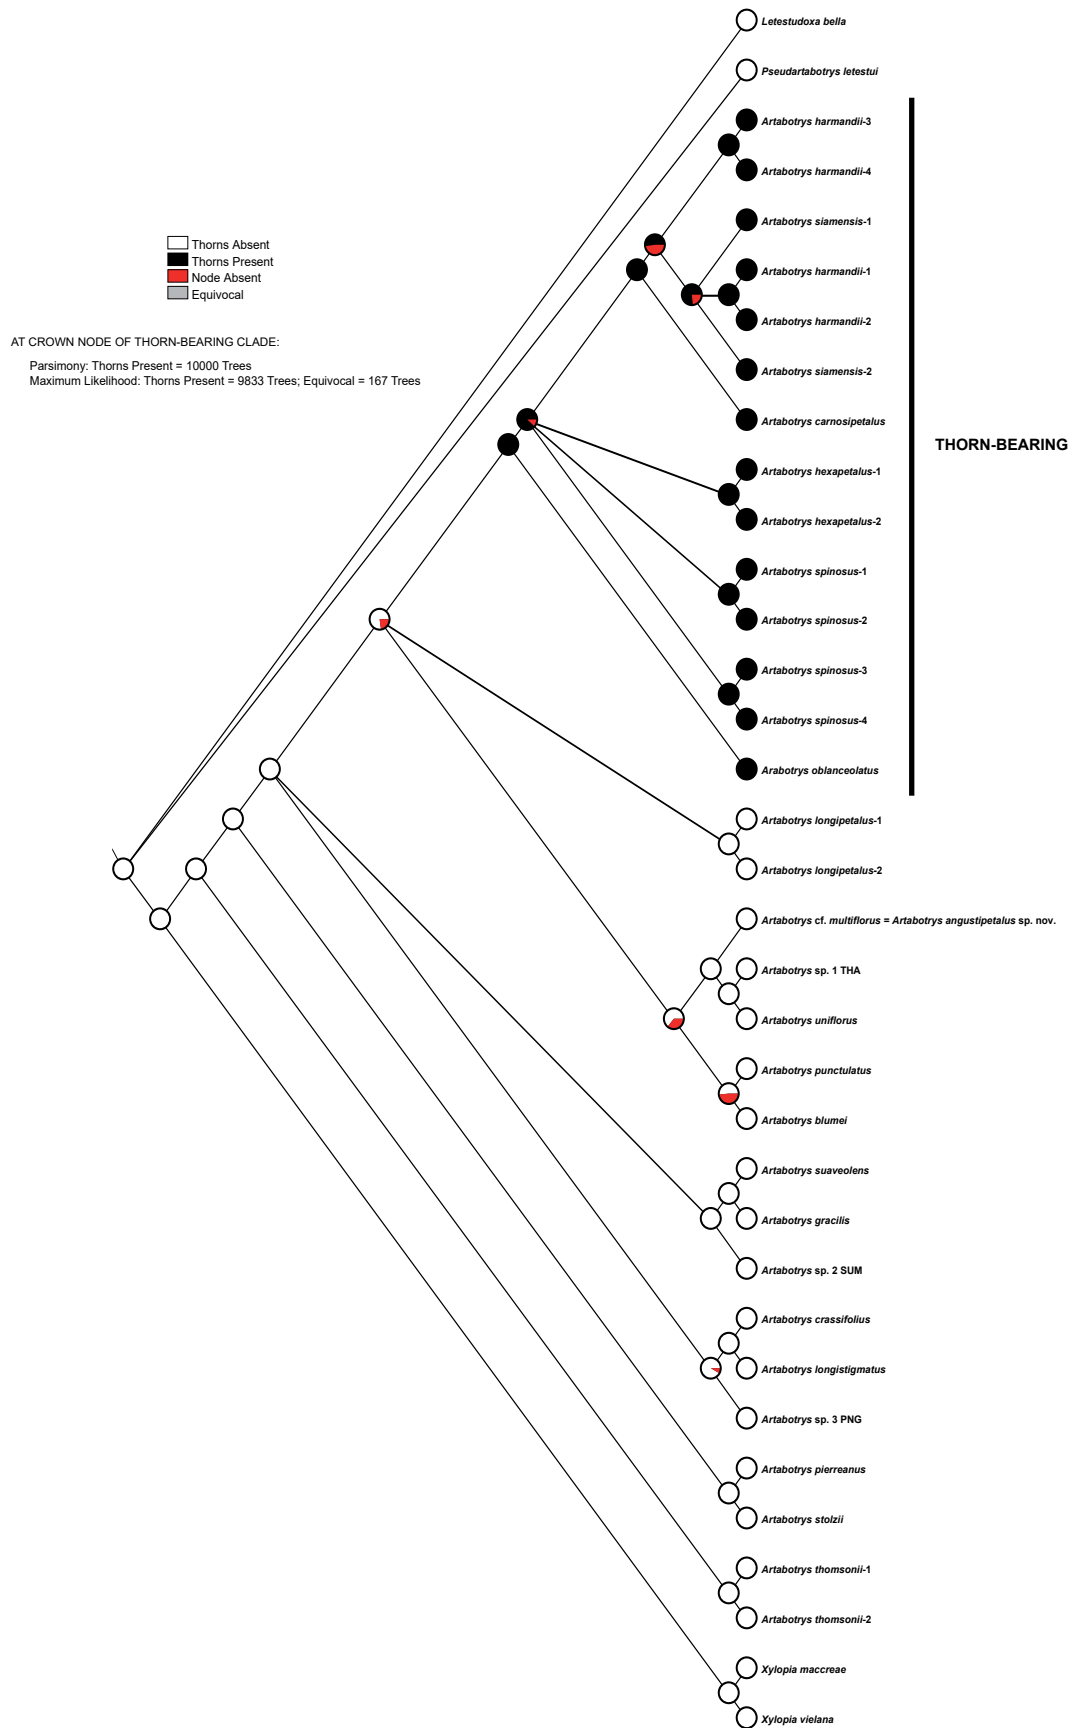 Letestudoxa bella
Pseudartabotrys letestui
Artabotrys harmandii-3
Artabotrys harmandii-4
Artabotrys siamensis-1
Artabotrys harmandii-1
Artabotrys harmandii-2
Artabotrys siamensis-2
Artabotrys carnosipetalus
Artabotrys hexapetalus-1
Artabotrys hexapetalus-2
Artabotrys spinosus-1
Artabotrys spinosus-2
Artabotrys spinosus-3
Artabotrys spinosus-4
Arabotrys oblanceolatus
THORN-BEARING
Thorns Absent
Thorns Present
Node Absent
Equivocal
AT CROWN NODE OF THORN-BEARING CLADE:
Parsimony: Thorns Present = 10000 Trees
Maximum Likelihood: Thorns Present = 9833 Trees; Equivocal = 167 Trees
Artabotrys longipetalus-1
Artabotrys longipetalus-2
Artabotrys cf. multiflorus = Artabotrys angustipetalus sp. nov.
Artabotrys sp. 1 THA
Artabotrys uniflorus
Artabotrys punctulatus
Artabotrys blumei
Artabotrys suaveolens
Artabotrys gracilis
Artabotrys sp. 2 SUM
Artabotrys crassifolius
Artabotrys longistigmatus
Artabotrys sp. 3 PNG
Artabotrys pierreanus
Artabotrys stolzii
Artabotrys thomsonii-1
Artabotrys thomsonii-2
Xylopia maccreae
Xylopia vielana